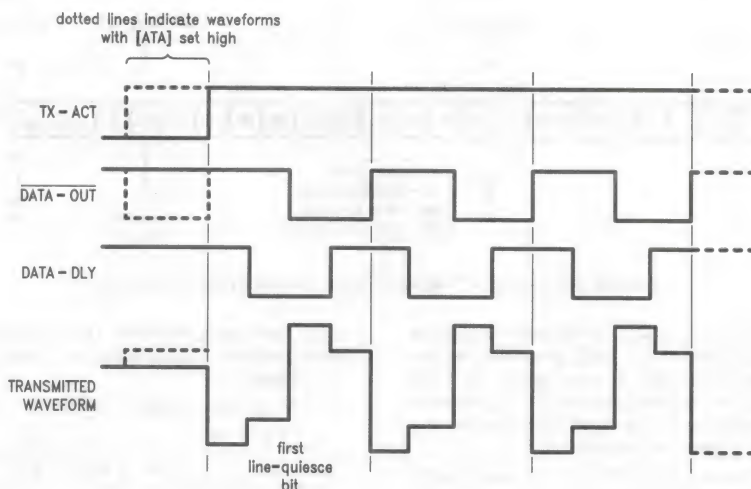 dotted lines indicate waveforms
with [ATA] set high
TX - ACT
DATA - OUT
DATA - DLY
TRANSMITTED
WAVEFORM
first
line-quiesce
bit